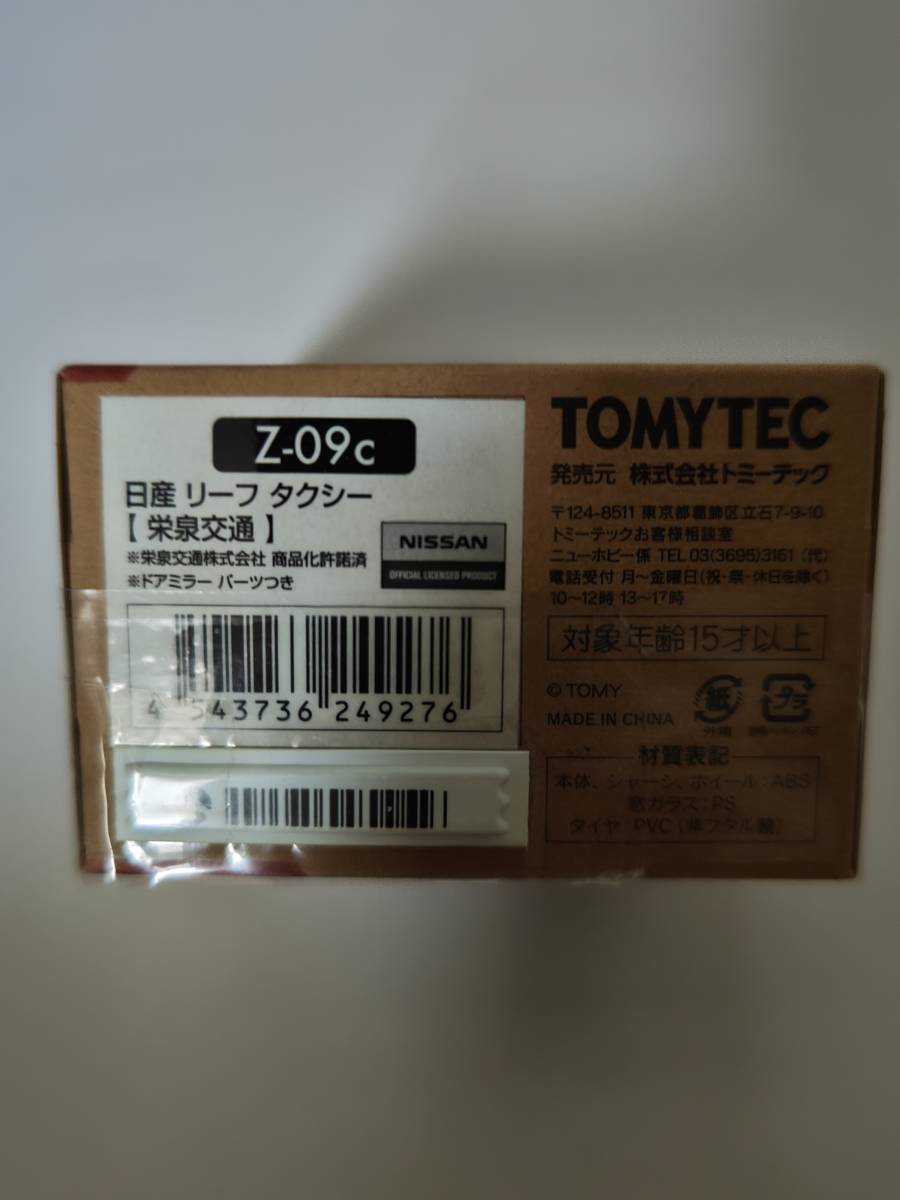 Z-09c
日産 リーフ タクシー
【 栄泉交通 】
※栄泉交通株式会社 商品化許諾済
※ドアミラー パーツつき
NISSAN
OFFICIAL LICENSED PRODUCT
4 543736 249276
TOMYTEC
発売元 株式会社トミーテック
〒124-8511 東京都葛飾区立石7-9-10
トミーテックお客様相談室
ニューホビー係 TEL 03(3695)3161 (代)
電話受付 月〜金曜日(祝・祭・休日を除く)
10〜12時 13〜17時
対象年齢15才以上
© TOMY
MADE IN CHINA
紙
外箱
プラ
材質表記
本体、シャーシ、ホイール:ABS
窓ガラス:PS
タイヤ:PVC (非フタル酸)